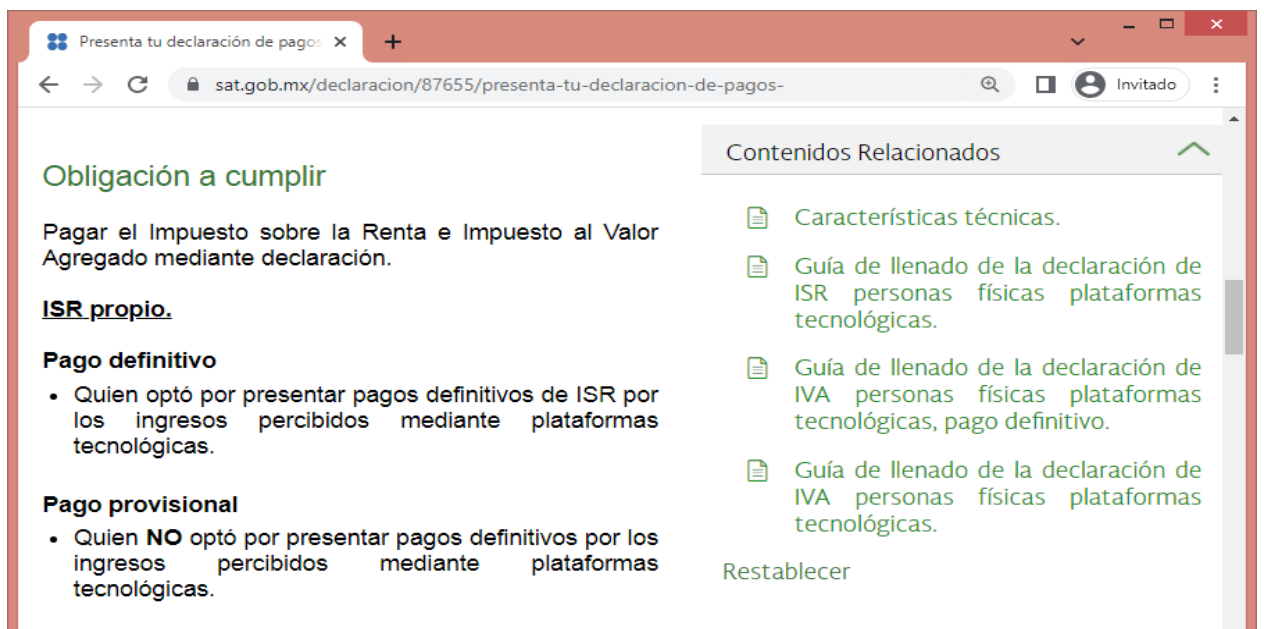 Presenta tu declaración de pagos
sat.gob.mx/declaracion/87655/presenta-tu-declaracion-de-pagos-
Invitado
Obligación a cumplir
Pagar el Impuesto sobre la Renta e Impuesto al Valor
Agregado mediante declaración.
ISR propio.
Pago definitivo
• Quien optó por presentar pagos definitivos de ISR por
los ingresos percibidos mediante plataformas
tecnológicas.
Pago provisional
• Quien NO optó por presentar pagos definitivos por los
ingresos percibidos mediante plataformas
tecnológicas.
Contenidos Relacionados
Características técnicas.
Guía de llenado de la declaración de
ISR personas físicas plataformas
tecnológicas.
Guía de llenado de la declaración de
IVA personas físicas plataformas
tecnológicas, pago definitivo.
Guía de llenado de la declaración de
IVA personas físicas plataformas
tecnológicas.
Restablecer